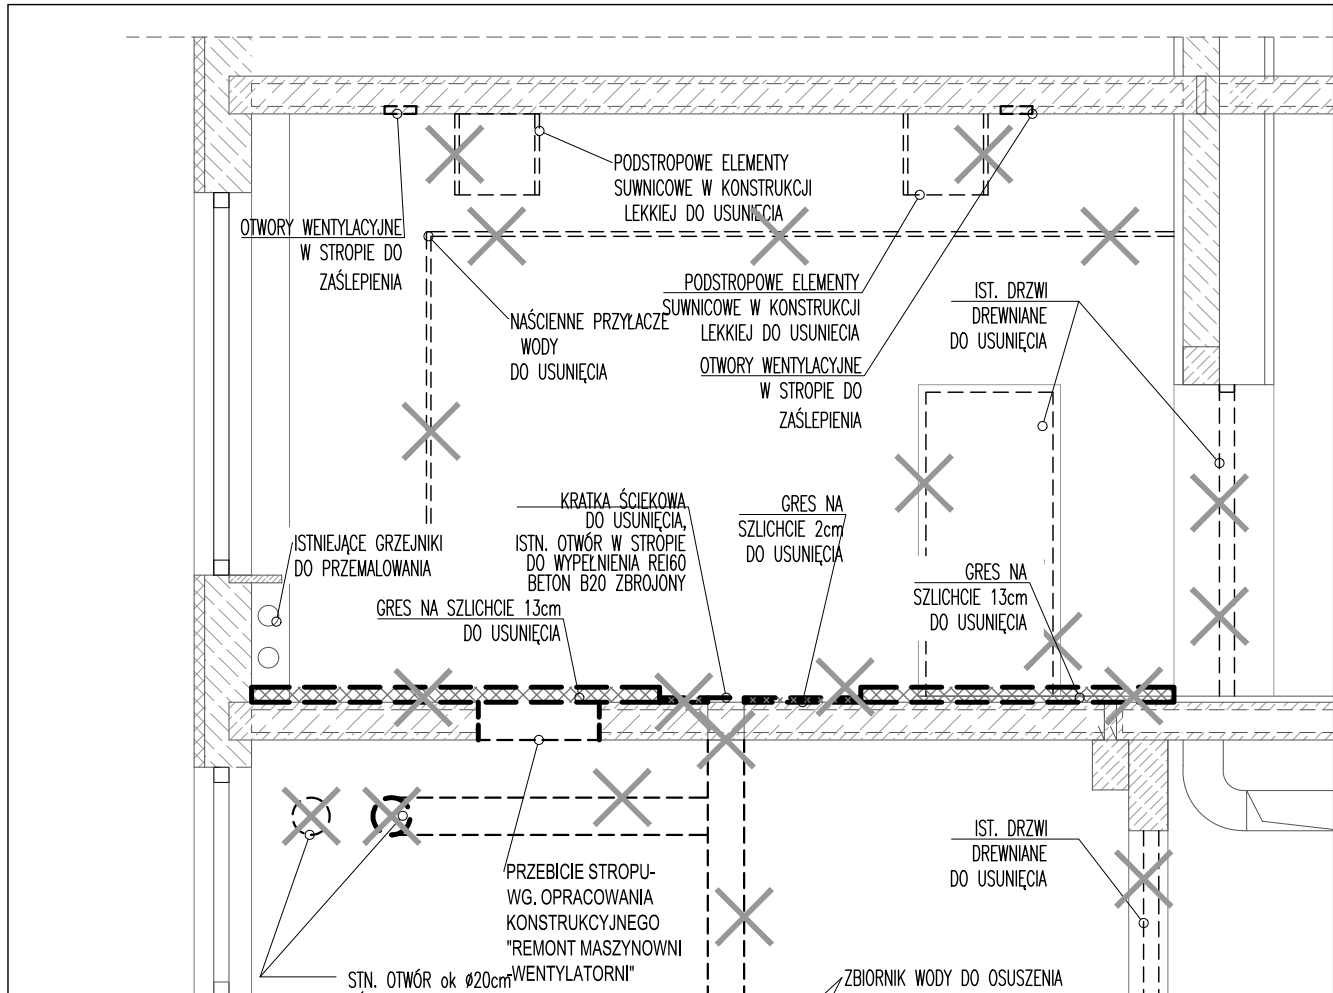 PODSTROPOWE ELEMENTY
SUWNICOWE W KONSTRUKCJI
LEKKIEJ DO USUNIĘCIA
OTWORY WENTYLACYJNE
W STROPIE DO
ZAŚLEPIENIA
PODSTROPOWE ELEMENTY
SUWNICOWE W KONSTRUKCJI
LEKKIEJ DO USUNIECIA
IST. DRZWI
DREWNIANE
DO USUNIĘCIA
NAŚCIENNE PRZYŁACZE
WODY
DO USUNIĘCIA
OTWORY WENTYLACYJNE
W STROPIE DO
ZAŚLEPIENIA
KRATKA ŚCIEKOWA
DO USUNIĘCIA,
ISTN. OTWÓR W STROPIE
DO WYPEŁNIENIA REI60
BETON B20 ZBROJONY
GRES NA
SZLICHCIE 2cm
DO USUNIĘCIA
ISTNIEJĄCE GRZEJNIKI
DO PRZEMALOWANIA
GRES NA
SZLICHCIE 13cm
DO USUNIĘCIA
GRES NA SZLICHCIE 13cm
DO USUNIĘCIA
IST. DRZWI
DREWNIANE
DO USUNIĘCIA
PRZEBICIE STROPU-
WG. OPRACOWANIA
KONSTRUKCYJNEGO
"REMONT MASZYNOWNI
-WENTYLATORNI"
STN. OTWÓR ok ø20cm
ZBIORNIK WODY DO OSUSZENIA